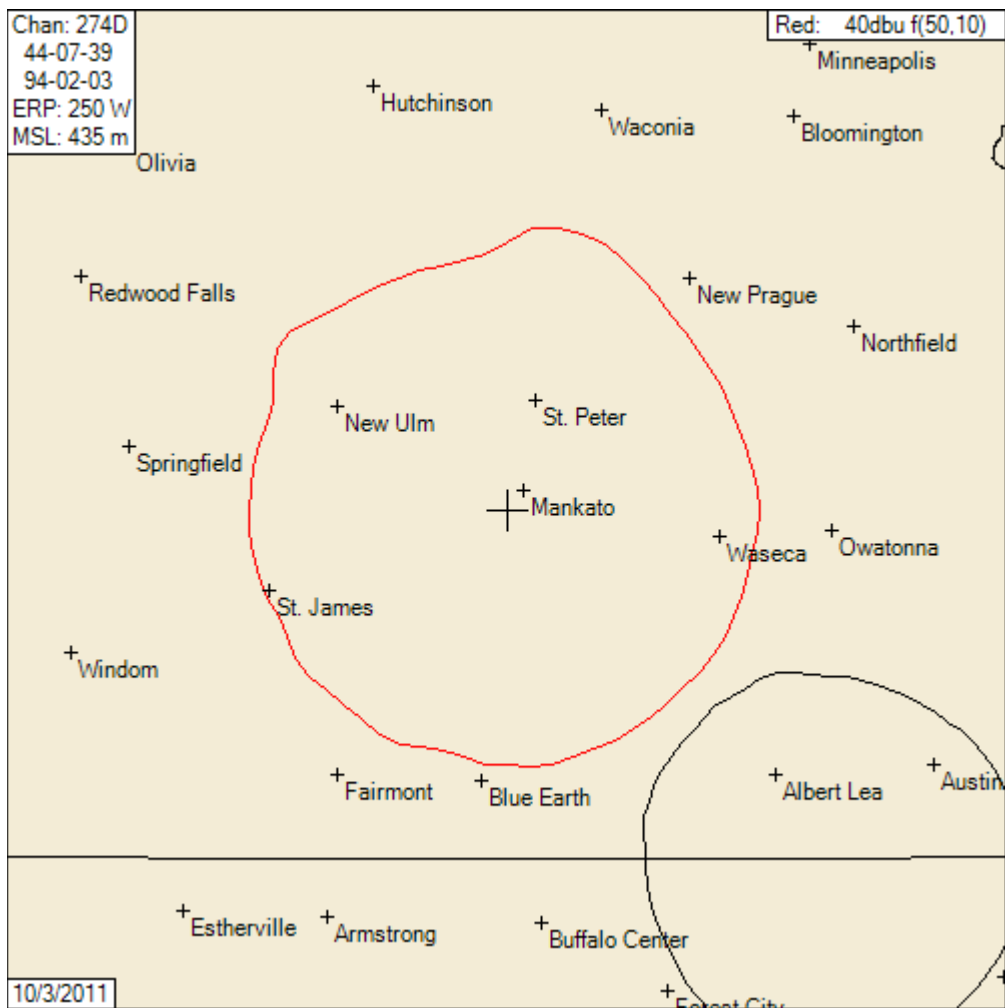 Chan: 274D
44-07-39
94-02-03
ERP: 250 W
MSL: 435 m
Red: 40dbu f(50,10)
Minneapolis
Hutchinson
Waconia
Bloomington
Olivia
Redwood Falls
New Prague
Northfield
New Ulm
St. Peter
Springfield
Mankato
Waseca
Owatonna
St. James
Windom
Fairmont
Blue Earth
Albert Lea
Austin
Estherville
Armstrong
Buffalo Center
Forest City
10/3/2011